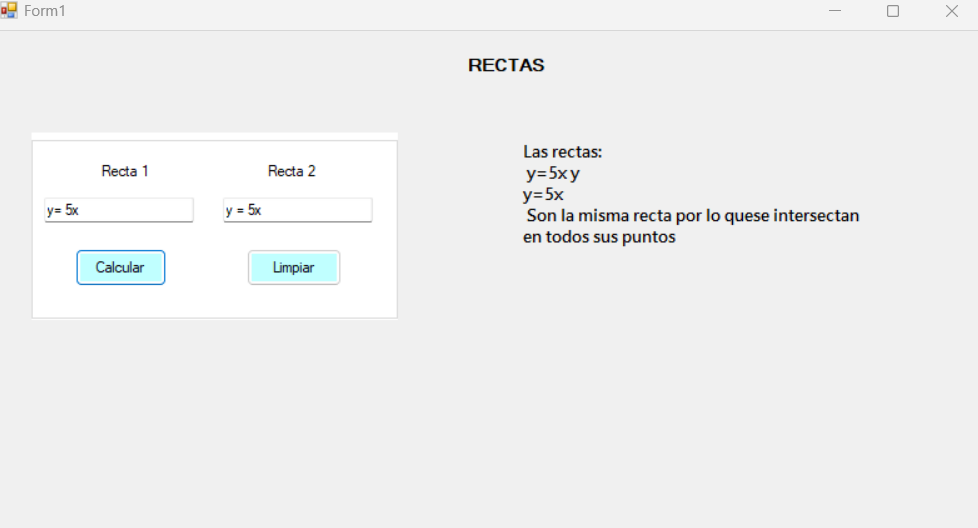 Form1
RECTAS
Recta 1
Recta 2
y= 5x
y = 5x
Calcular
Limpiar
Las rectas:
y=5x y
y=5x
Son la misma recta por lo quese intersectan
en todos sus puntos